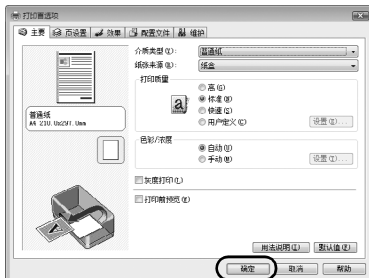 打印首选项
主要 页设置 效果 配置文件 维护
介质类型(Y): 普通纸
纸张来源(R): 纸盒
打印质量
高(G)
标准(M)
快速(S)
用户定义(C) 设置(T)...
普通纸
A4 210.0x297.0mm
色彩/浓度
自动(U)
手动(N) 设置(T)...
灰度打印(L)
打印前预览(W)
用法说明(I) 默认值(F)
确定 取消 帮助